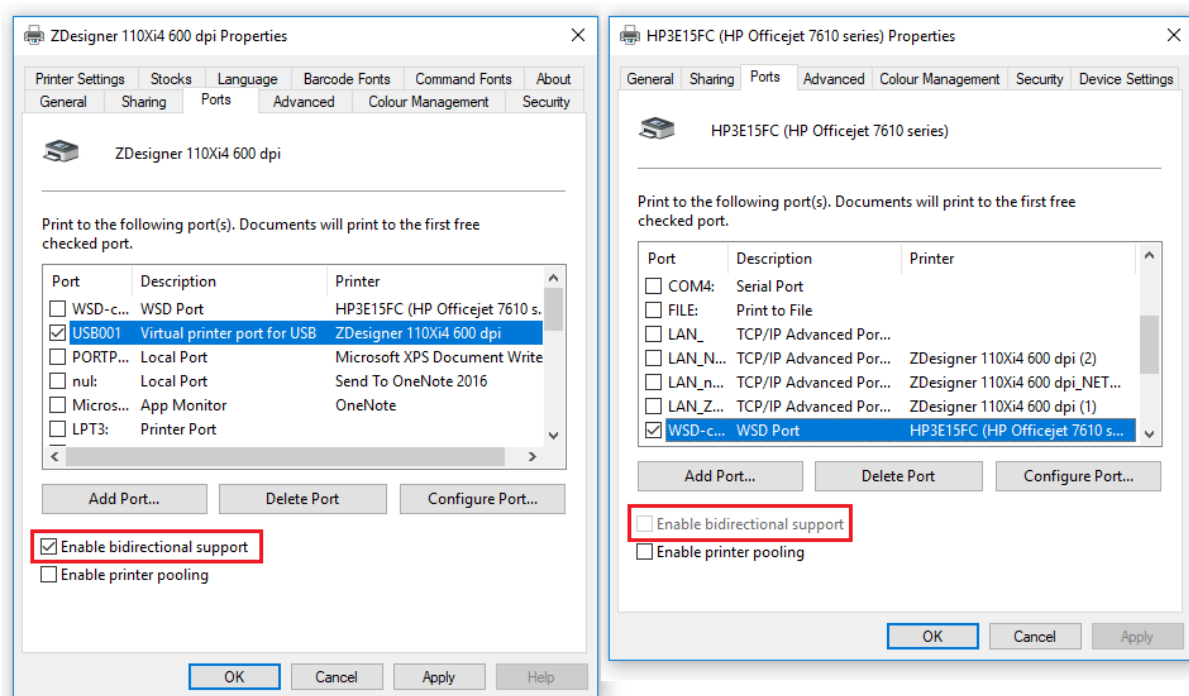 ZDesigner 110Xi4 600 dpi Properties
Printer Settings Stocks Language Barcode Fonts Command Fonts About
General Sharing Ports Advanced Colour Management Security
ZDesigner 110Xi4 600 dpi
Print to the following port(s). Documents will print to the first free
checked port.
Port Description Printer
WSD-c... WSD Port HP3E15FC (HP Officejet 7610 s.
USB001 Virtual printer port for USB ZDesigner 110Xi4 600 dpi
PORTP... Local Port Microsoft XPS Document Write
nul: Local Port Send To OneNote 2016
Micros... App Monitor OneNote
LPT3: Printer Port
Add Port... Delete Port Configure Port...
Enable bidirectional support
Enable printer pooling
OK Cancel Apply Help
HP3E15FC (HP Officejet 7610 series) Properties
General Sharing Ports Advanced Colour Management Security Device Settings
HP3E15FC (HP Officejet 7610 series)
Print to the following port(s). Documents will print to the first free
checked port.
Port Description Printer
COM4: Serial Port
FILE: Print to File
LAN_ TCP/IP Advanced Por...
LAN_N... TCP/IP Advanced Por... ZDesigner 110Xi4 600 dpi (2)
LAN_n... TCP/IP Advanced Por... ZDesigner 110Xi4 600 dpi_NET...
LAN_Z... TCP/IP Advanced Por... ZDesigner 110Xi4 600 dpi (1)
WSD-c... WSD Port HP3E15FC (HP Officejet 7610 s...
Add Port... Delete Port Configure Port...
Enable bidirectional support
Enable printer pooling
OK Cancel Apply